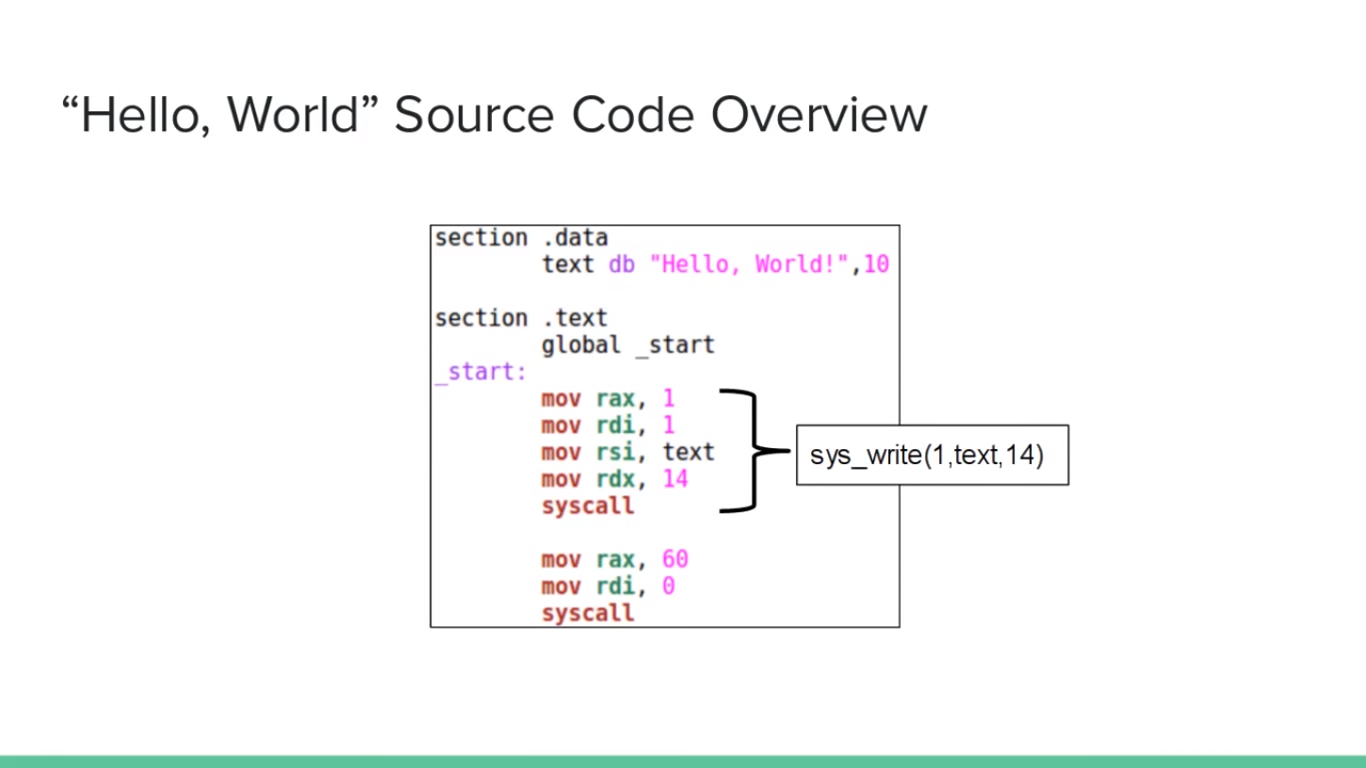 “Hello, World” Source Code Overview
section .data
        text db "Hello, World!",10

section .text
        global _start
_start:
        mov rax, 1
        mov rdi, 1
        mov rsi, text
        mov rdx, 14
        syscall

        mov rax, 60
        mov rdi, 0
        syscall
sys_write(1,text,14)